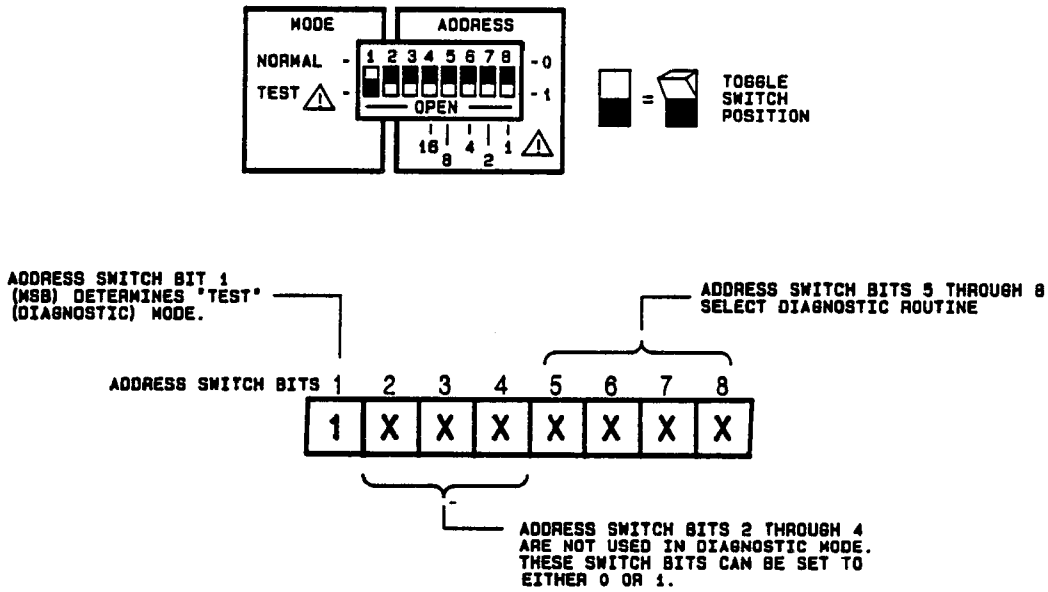 MODE ADDRESS
NORMAL - 1 2 3 4 5 6 7 8 - 0
TEST ! - - 1
OPEN
16 8 4 2 1 !
= TOGGLE
SWITCH
POSITION
ADDRESS SWITCH BIT 1
(MSB) DETERMINES "TEST"
(DIAGNOSTIC) MODE.
ADDRESS SWITCH BITS 5 THROUGH 8
SELECT DIAGNOSTIC ROUTINE
ADDRESS SWITCH BITS 1 2 3 4 5 6 7 8
1 X X X X X X X
ADDRESS SWITCH BITS 2 THROUGH 4
ARE NOT USED IN DIAGNOSTIC MODE.
THESE SWITCH BITS CAN BE SET TO
EITHER 0 OR 1.